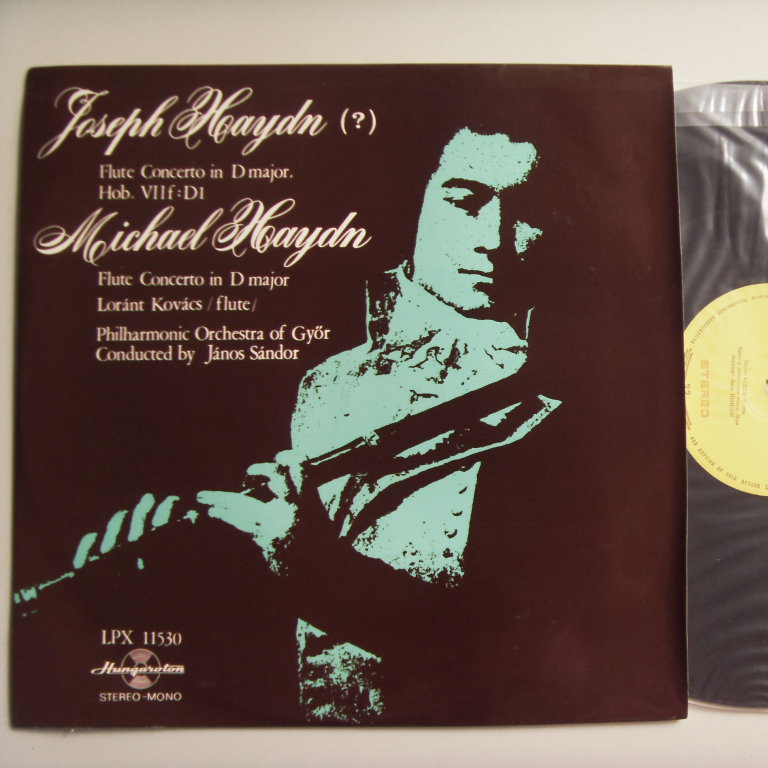 Joseph Haydn (?)
Flute Concerto in D major.
Hob. VIIf:D1
Michael Haydn
Flute Concerto in D major
Loránt Kovács /flute/
Philharmonic Orchestra of Győr
Conducted by János Sándor
LPX 11530
Hungaroton
STEREO-MONO
STEREO
33